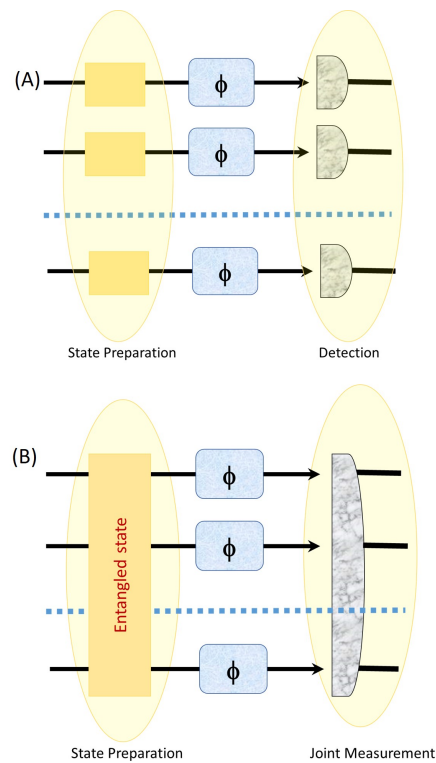 (A)
ϕ
ϕ
ϕ
State Preparation
Detection
(B)
ϕ
ϕ
Entangled state
ϕ
State Preparation
Joint Measurement